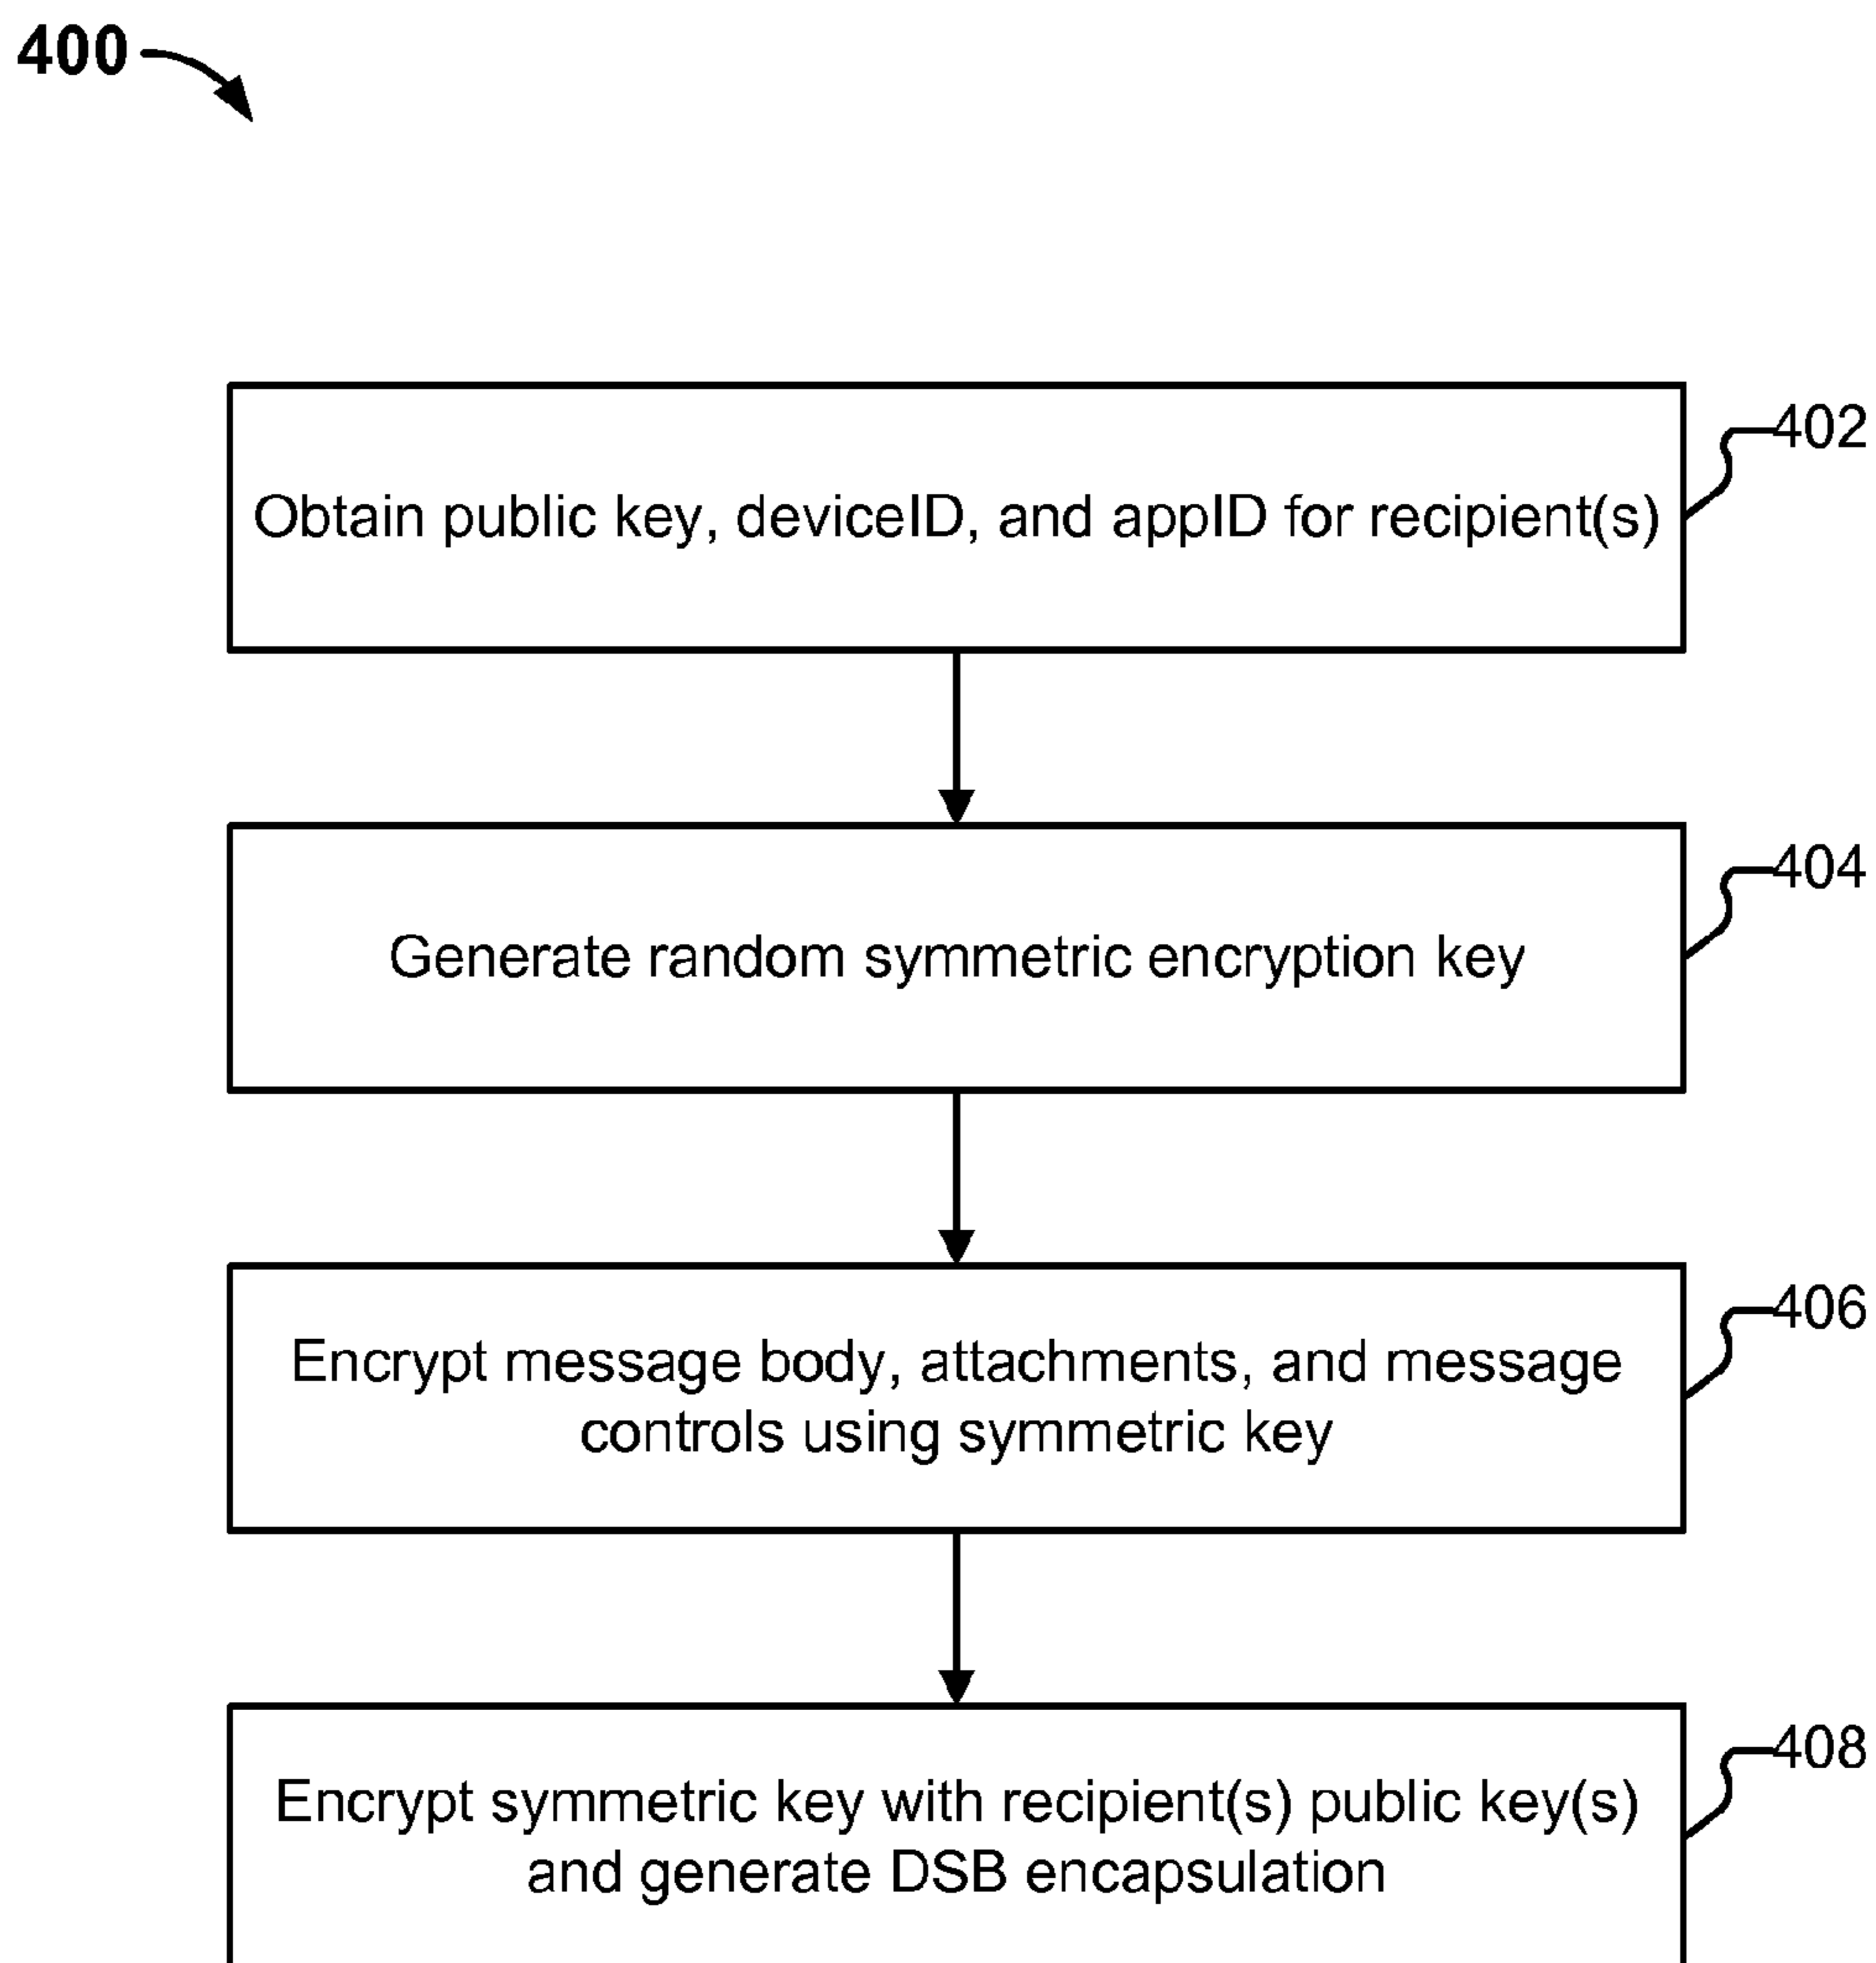 400
402
Obtain public key, deviceID, and appID for recipient(s)
404
Generate random symmetric encryption key
406
Encrypt message body, attachments, and message
controls using symmetric key
408
Encrypt symmetric key with recipient(s) public key(s)
and generate DSB encapsulation